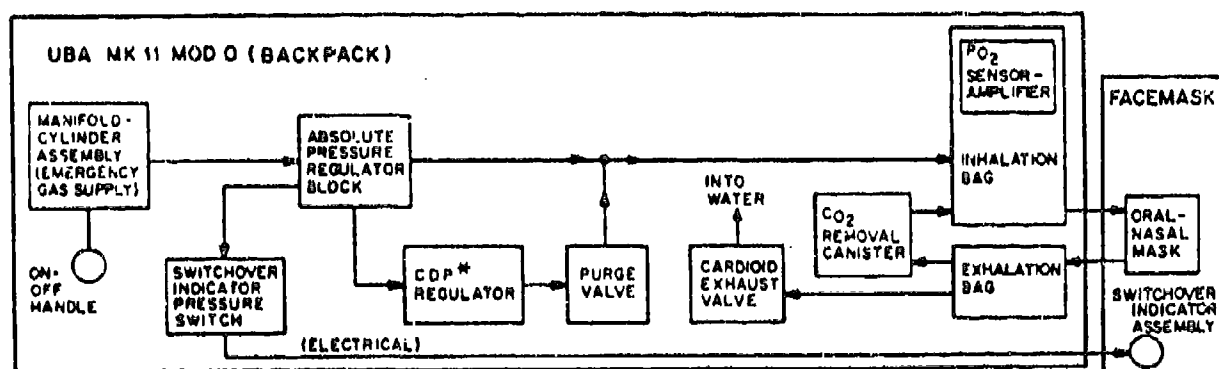 UBA MK 11 MOD 0 (BACKPACK)
MANIFOLD-
CYLINDER
ASSEMBLY
(EMERGENCY
GAS SUPPLY)
ON-
OFF
HANDLE
ABSOLUTE
PRESSURE
REGULATOR
BLOCK
SWITCHOVER
INDICATOR
PRESSURE
SWITCH
(ELECTRICAL)
CDP*
REGULATOR
PURGE
VALVE
INTO
WATER
CARDIOID
EXHAUST
VALVE
CO2
REMOVAL
CANISTER
PO2
SENSOR-
AMPLIFIER
INHALATION
BAG
EXHALATION
BAG
FACEMASK
ORAL-
NASAL
MASK
SWITCHOVER
INDICATOR
ASSEMBLY